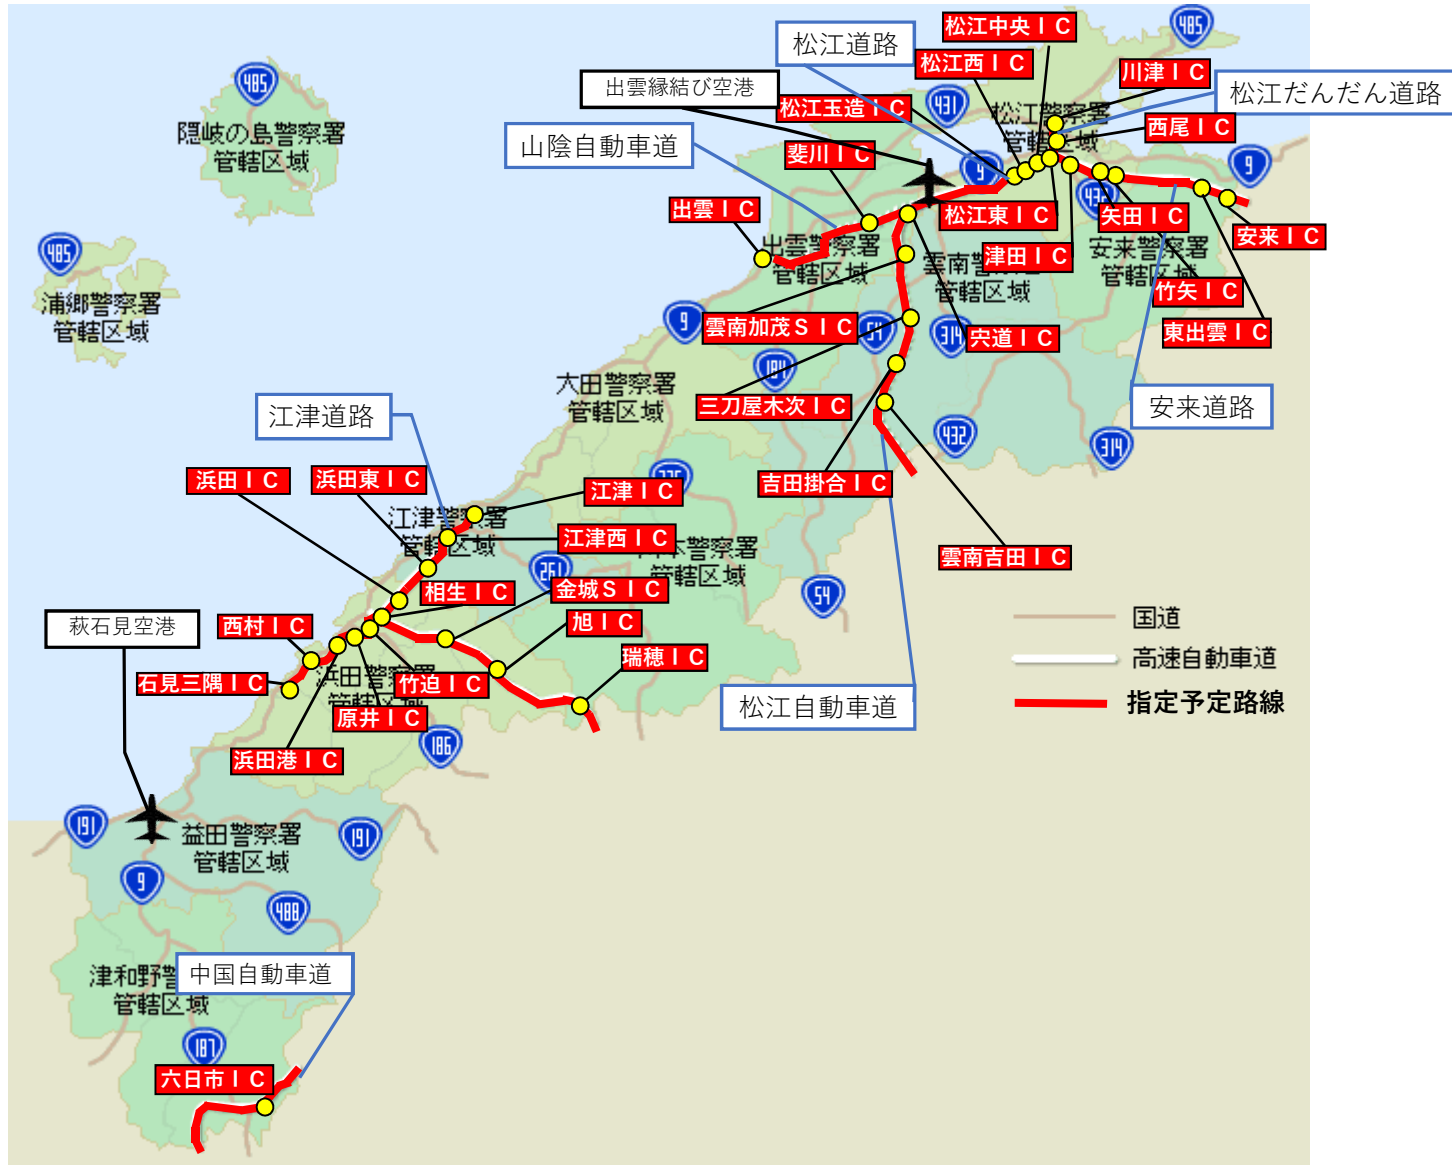 松江中央ＩＣ
485
松江道路
松江西ＩＣ
川津ＩＣ
出雲縁結び空港
松江だんだん道路
485
431
松江玉造ＩＣ
松江警察署
管轄区域
西尾ＩＣ
隠岐の島警察署
管轄区域
山陰自動車道
斐川ＩＣ
9
9
432
出雲ＩＣ
松江東ＩＣ
矢田ＩＣ
安来ＩＣ
485
出雲警察署
管轄区域
津田ＩＣ
安来警察署
管轄区域
管轄区域
竹矢ＩＣ
浦郷警察署
管轄区域
9
雲南加茂ＳＩＣ
54
314
宍道ＩＣ
東出雲ＩＣ
184
大田警察署
管轄区域
三刀屋木次ＩＣ
安来道路
江津道路
432
314
浜田ＩＣ
浜田東ＩＣ
江津ＩＣ
吉田掛合ＩＣ
江津警察署
管轄区域
江津西ＩＣ
警察署
管轄区域
雲南吉田ＩＣ
261
相生ＩＣ
金城ＳＩＣ
54
萩石見空港
西村ＩＣ
旭ＩＣ
国道
瑞穂ＩＣ
高速自動車道
石見三隅ＩＣ
浜田警察署
管轄区域
竹迫ＩＣ
指定予定路線
松江自動車道
原井ＩＣ
浜田港ＩＣ
186
191
益田警察署
管轄区域
191
9
488
中国自動車道
津和野警
管轄区域
187
六日市ＩＣ